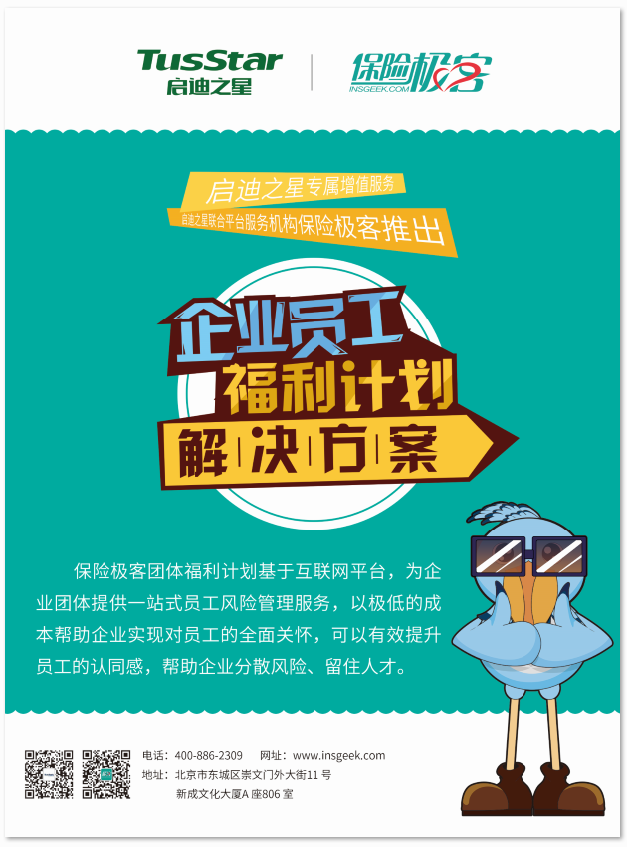 TusStar
启迪之星
保险极客
INSGEEK.COM
启迪之星专属增值服务
启迪之星联合平台服务机构保险极客推出
企业员工
福利计划
解决方案
保险极客团体福利计划基于互联网平台，为企
业团体提供一站式员工风险管理服务，以极低的成
本帮助企业实现对员工的全面关怀，可以有效提升
员工的认同感，帮助企业分散风险、留住人才。
电话：400-886-2309 网址：www.insgeek.com
地址：北京市东城区崇文门外大街11 号
新成文化大厦A 座806 室